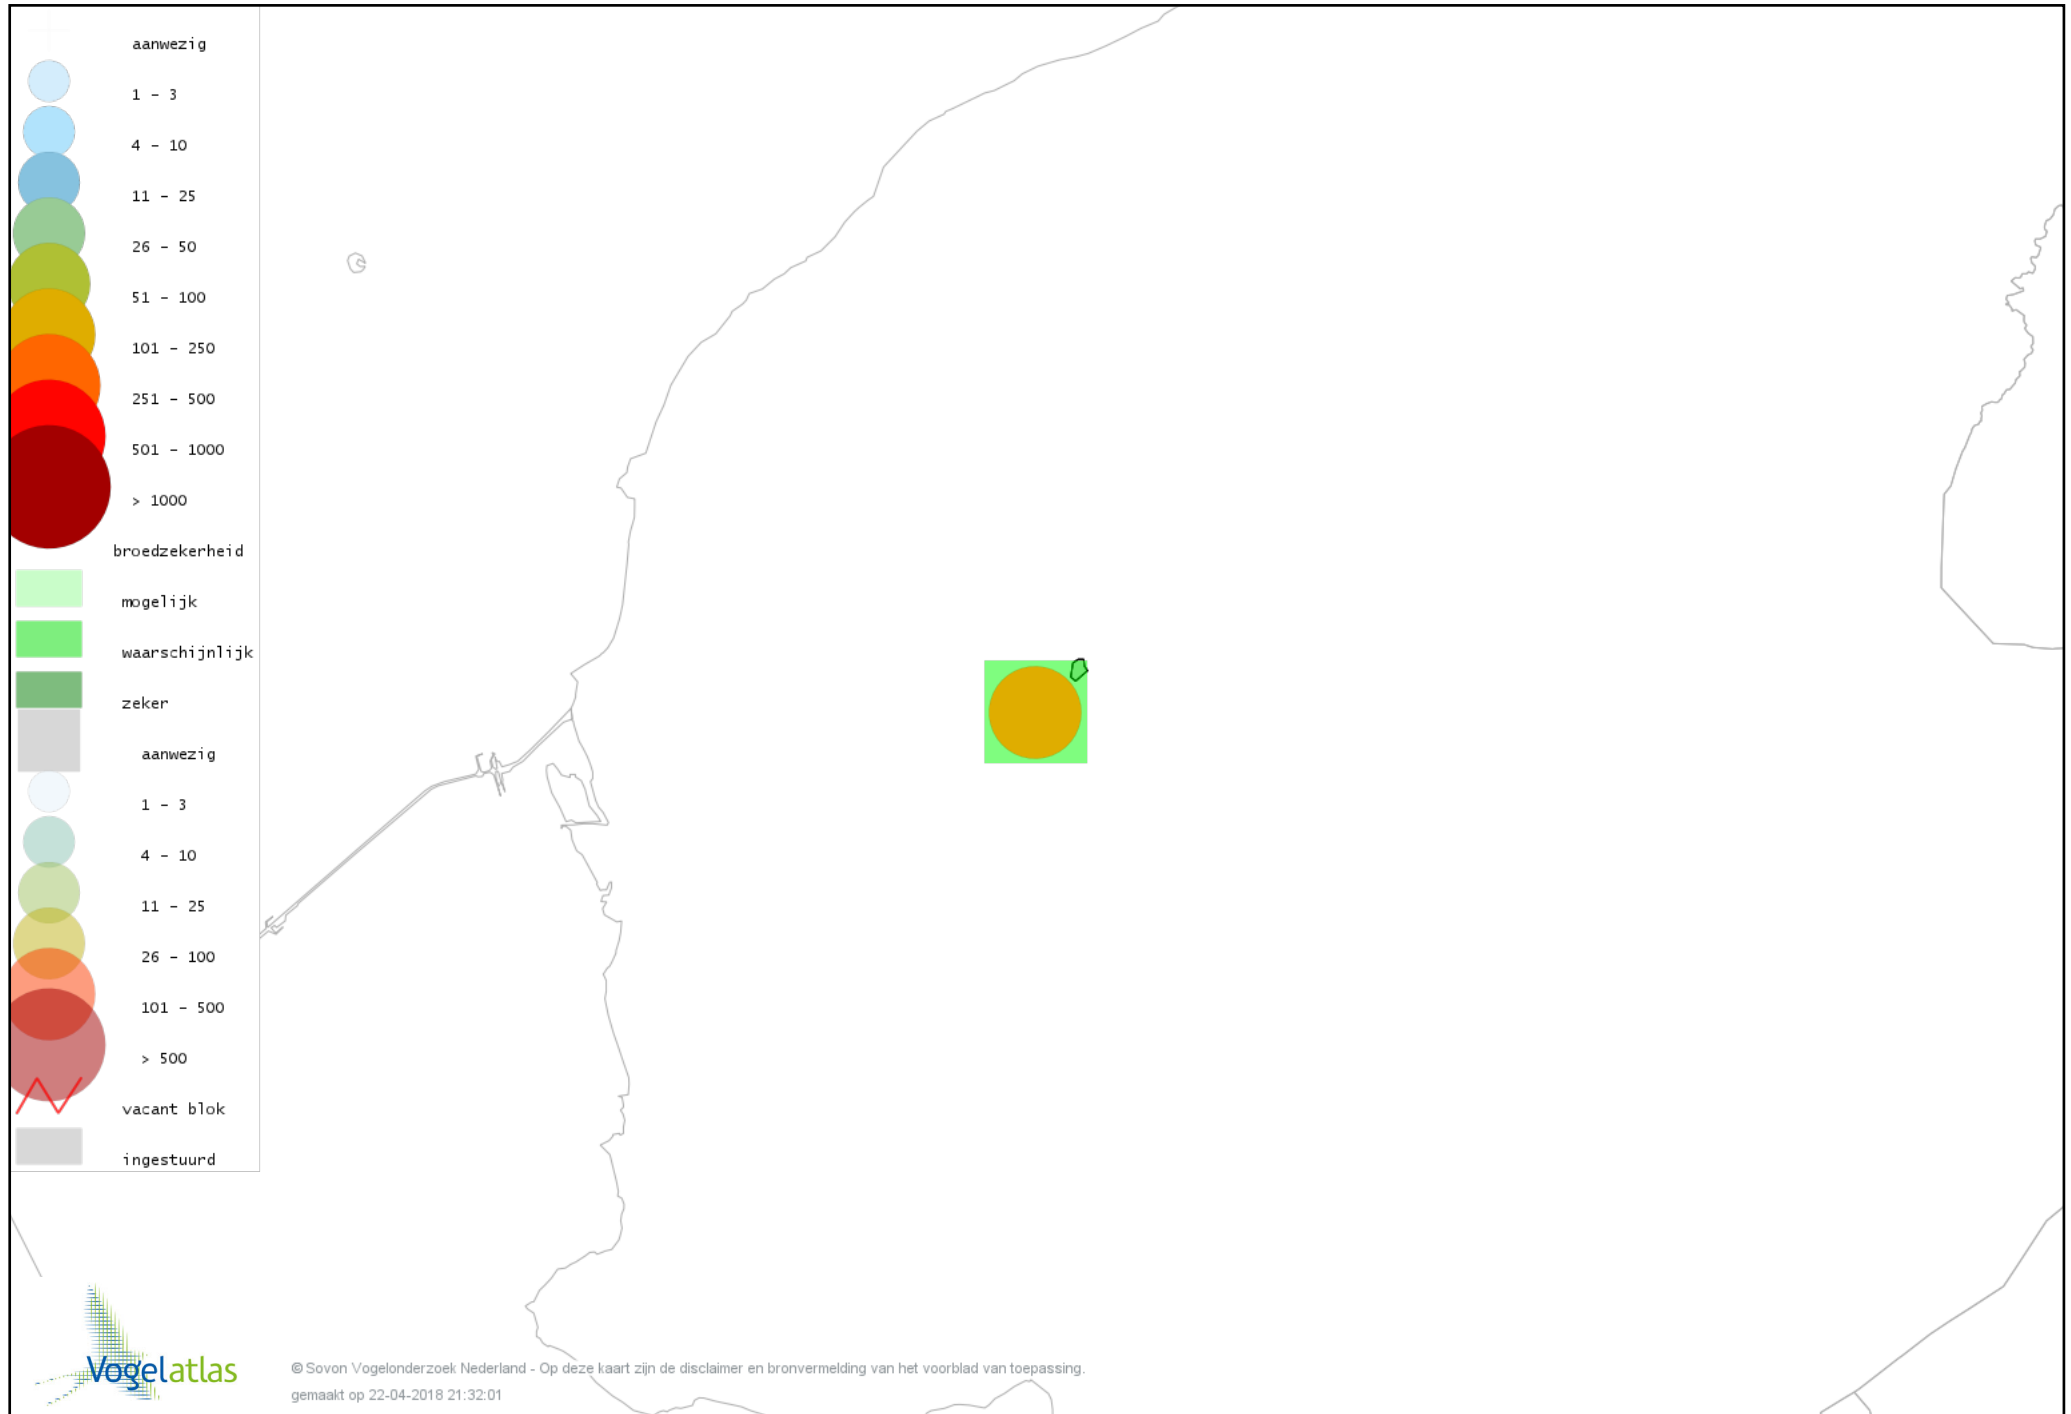 aanwezig
1 - 3
4 - 10
11 - 25
26 - 50
51 - 100
101 - 250
251 - 500
501 - 1000
> 1000
broedzekerheid
mogelijk
waarschijnlijk
zeker
aanwezig
1 - 3
4 - 10
11 - 25
26 - 100
101 - 500
> 500
vacant blok
ingestuurd
Vogelatlas
© Sovon Vogelonderzoek Nederland - Op deze kaart zijn de disclaimer en bronvermelding van het voorblad van toepassing.
gemaakt op 22-04-2018 21:32:01